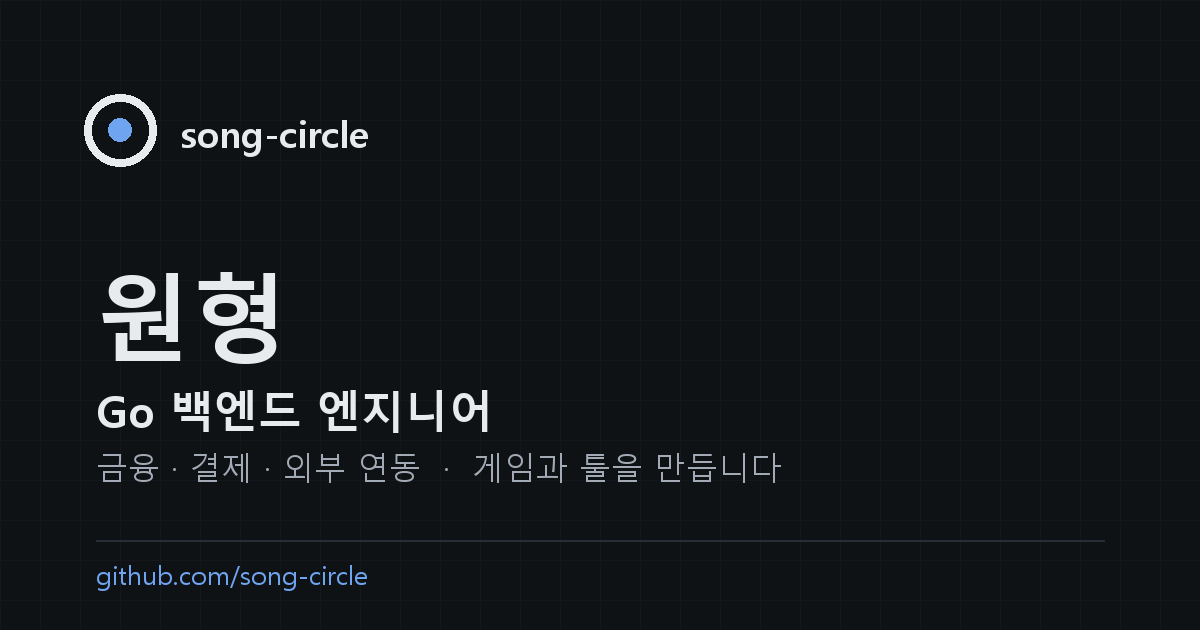 song-circle
원형
Go 백엔드 엔지니어
금융 · 결제 · 외부 연동 · 게임과 툴을 만듭니다
github.com/song-circle